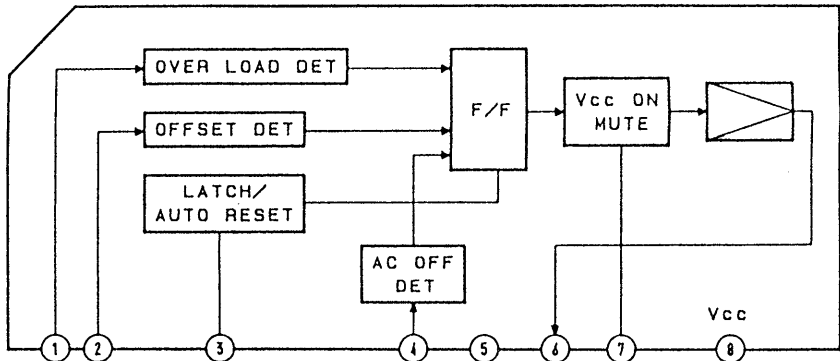 OVER LOAD DET
OFFSET DET
LATCH/
AUTO RESET
AC OFF
DET
F/F
Vcc ON
MUTE
Vcc
1 2 3 4 5 6 7 8